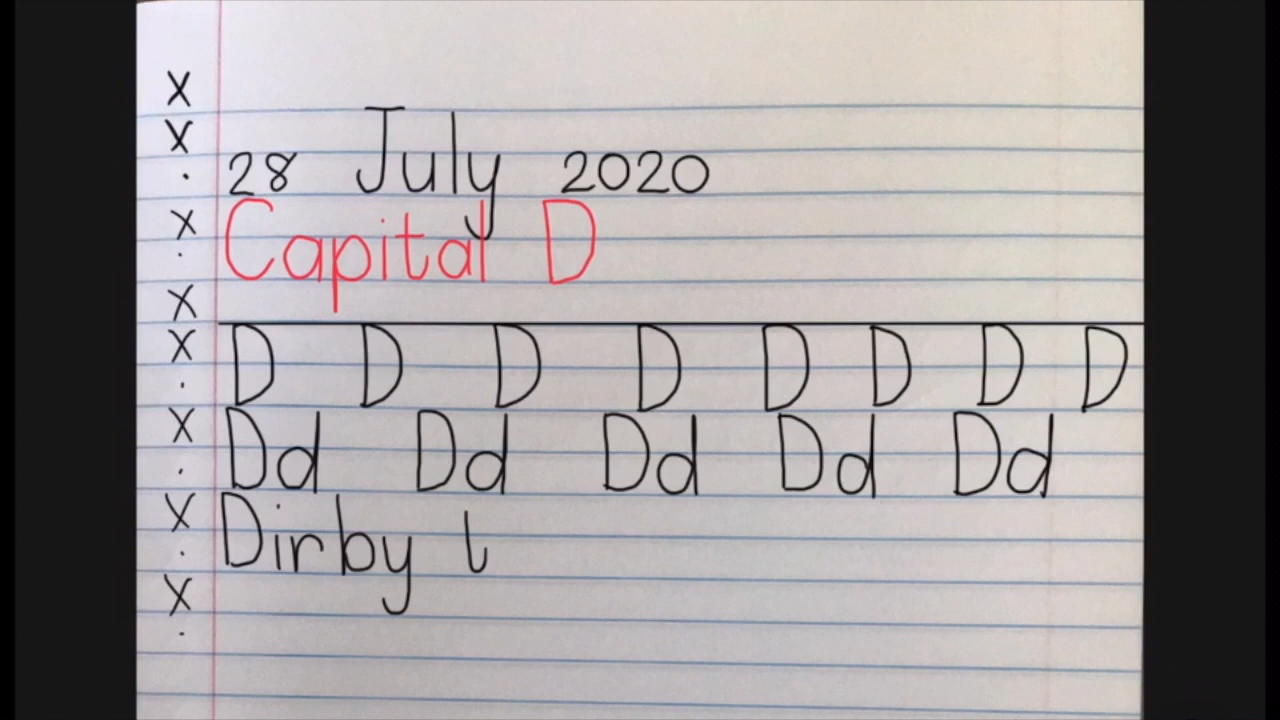 x
x
. 28 July 2020
x Capital D
.
x
x D D D D D D D D
.
x Dd Dd Dd Dd Dd
.
x Dirby
.
x
.